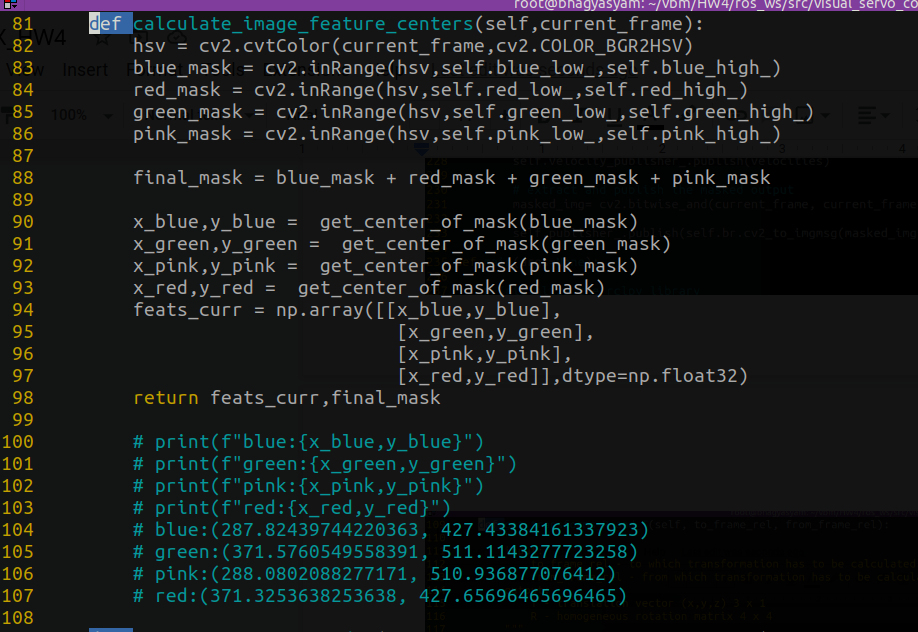 root@bhagyasyam: ~/vbm/HW4/ros_ws/src/visual_servo_co
81 def calculate_image_feature_centers(self,current_frame):
82 hsv = cv2.cvtColor(current_frame,cv2.COLOR_BGR2HSV)
83 blue_mask = cv2.inRange(hsv,self.blue_low_,self.blue_high_)
84 red_mask = cv2.inRange(hsv,self.red_low_,self.red_high_)
85 green_mask = cv2.inRange(hsv,self.green_low_,self.green_high_)
86 pink_mask = cv2.inRange(hsv,self.pink_low_,self.pink_high_)
87
88 final_mask = blue_mask + red_mask + green_mask + pink_mask
89
90 x_blue,y_blue =  get_center_of_mask(blue_mask)
91 x_green,y_green =  get_center_of_mask(green_mask)
92 x_pink,y_pink =  get_center_of_mask(pink_mask)
93 x_red,y_red =  get_center_of_mask(red_mask)
94 feats_curr = np.array([[x_blue,y_blue],
95 [x_green,y_green],
96 [x_pink,y_pink],
97 [x_red,y_red]],dtype=np.float32)
98 return feats_curr,final_mask
99
100 # print(f"blue:{x_blue,y_blue}")
101 # print(f"green:{x_green,y_green}")
102 # print(f"pink:{x_pink,y_pink}")
103 # print(f"red:{x_red,y_red}")
104 # blue:(287.82439744220363, 427.43384161337923)
105 # green:(371.5760549558391, 511.1143277723258)
106 # pink:(288.0802088277171, 510.936877076412)
107 # red:(371.3253638253638, 427.65696465696465)
108